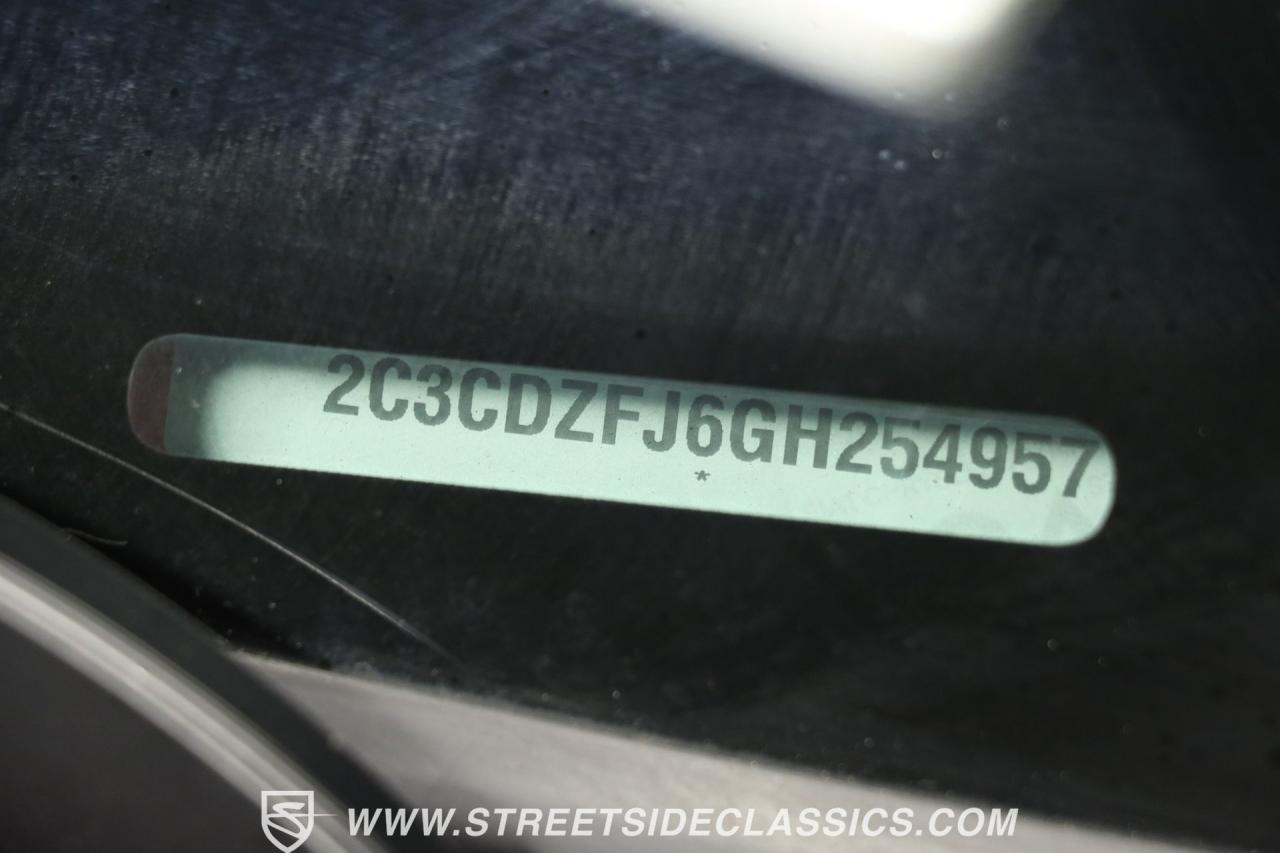 2C3CDZFJ6GH254957
*
WWW.STREETSIDECLASSICS.COM